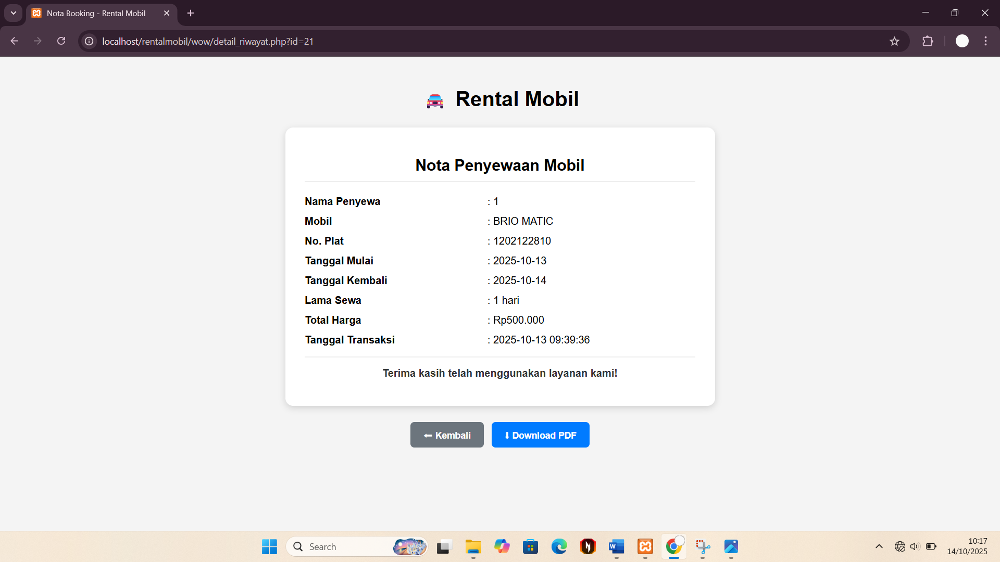 Nota Booking - Rental Mobil
localhost/rentalmobil/wow/detail_riwayat.php?id=21
Rental Mobil
Nota Penyewaan Mobil
Nama Penyewa : 1
Mobil : BRIO MATIC
No. Plat : 1202122810
Tanggal Mulai : 2025-10-13
Tanggal Kembali : 2025-10-14
Lama Sewa : 1 hari
Total Harga : Rp500.000
Tanggal Transaksi : 2025-10-13 09:39:36
Terima kasih telah menggunakan layanan kami!
⬅ Kembali
⬇ Download PDF
Search
10:17
14/10/2025